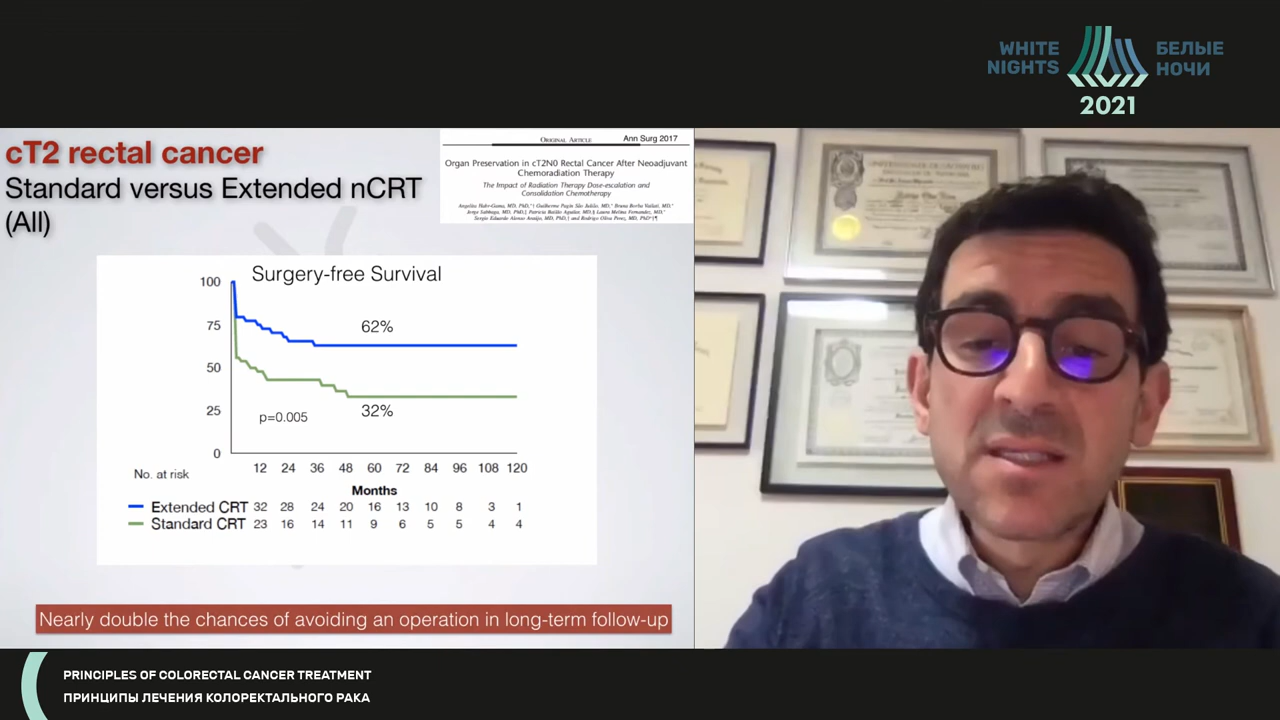 WHITE
NIGHTS
БЕЛЫЕ
НОЧИ
2021
cT2 rectal cancer
Standard versus Extended nCRT
(All)
ORIGINAL ARTICLE
Ann Surg 2017
Organ Preservation in cT2N0 Rectal Cancer After Neoadjuvant
Chemoradiation Therapy
The Impact of Radiation Therapy Dose-escalation and
Consolidation Chemotherapy
Surgery-free Survival
100
75
50
25
0
62%
32%
p=0.005
12 24 36 48 60 72 84 96 108 120
No. at risk
Months
Extended CRT 32 28 24 20 16 13 10 8 3 1
Standard CRT 23 16 14 11 9 6 5 5 4 4
Nearly double the chances of avoiding an operation in long-term follow-up
PRINCIPLES OF COLORECTAL CANCER TREATMENT
ПРИНЦИПЫ ЛЕЧЕНИЯ КОЛОРЕКТАЛЬНОГО РАКА